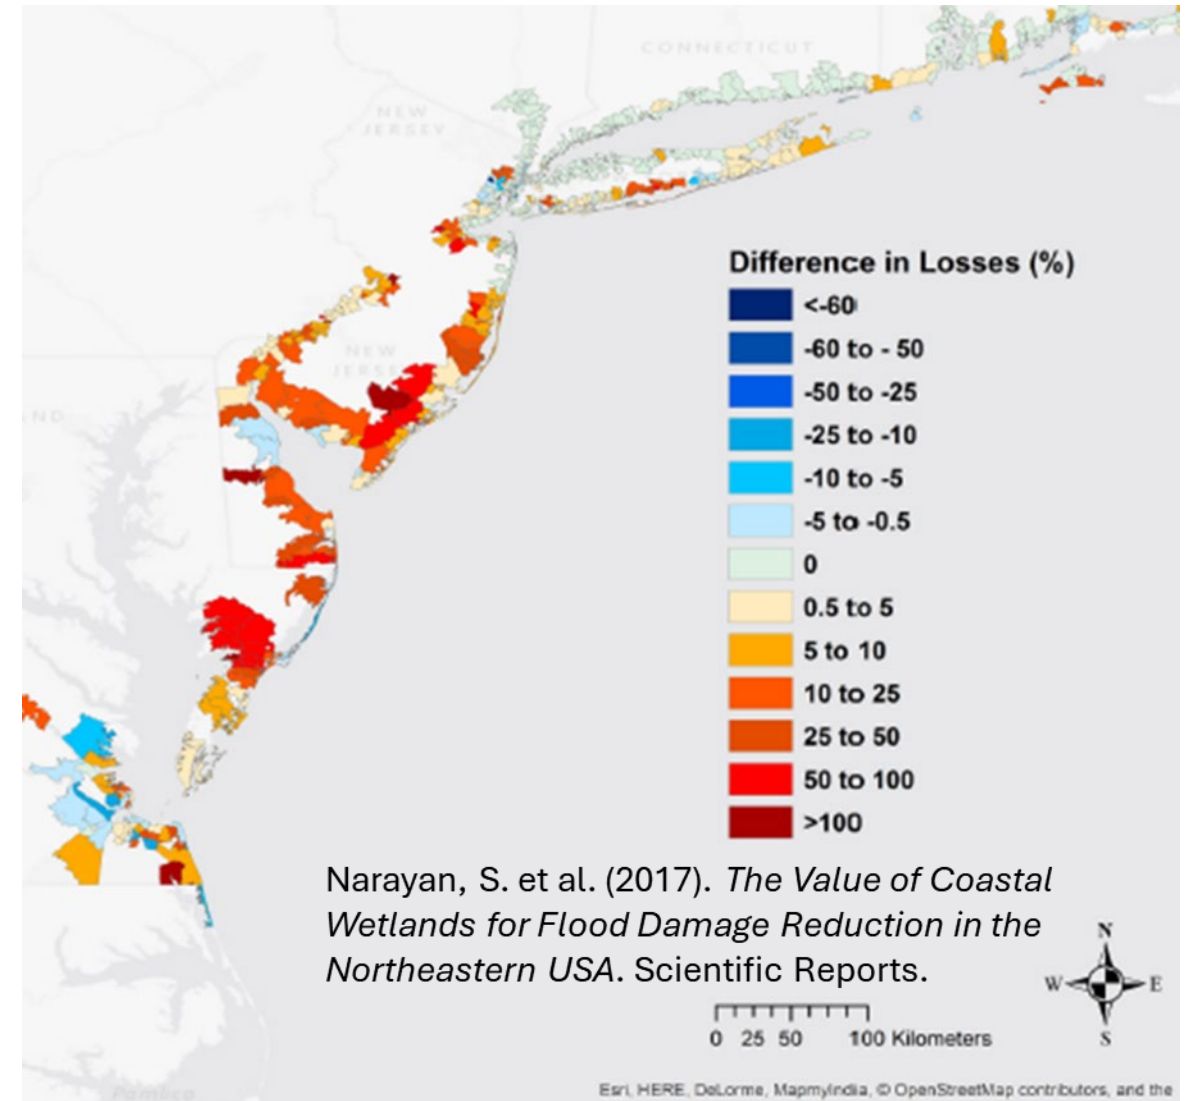 CONNECTICUT
NEW
JERSEY
NEW
JERSE
ND
Difference in Losses (%)
<-60
-60 to - 50
-50 to -25
-25 to -10
-10 to -5
-5 to -0.5
0
0.5 to 5
5 to 10
10 to 25
25 to 50
50 to 100
>100
Narayan, S. et al. (2017). The Value of Coastal
Wetlands for Flood Damage Reduction in the
Northeastern USA. Scientific Reports.
N
W E
S
0 25 50 100 Kilometers
Esri, HERE, DeLorme, MapmyIndia, © OpenStreetMap contributors, and the